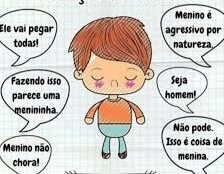 Ele vai pegar
todas!
Menino é
agressivo por
natureza.
Fazendo isso
parece uma
menininha.
Seja
homem!
Menino não
chora!
Não pode.
Isso é coisa de
menina.